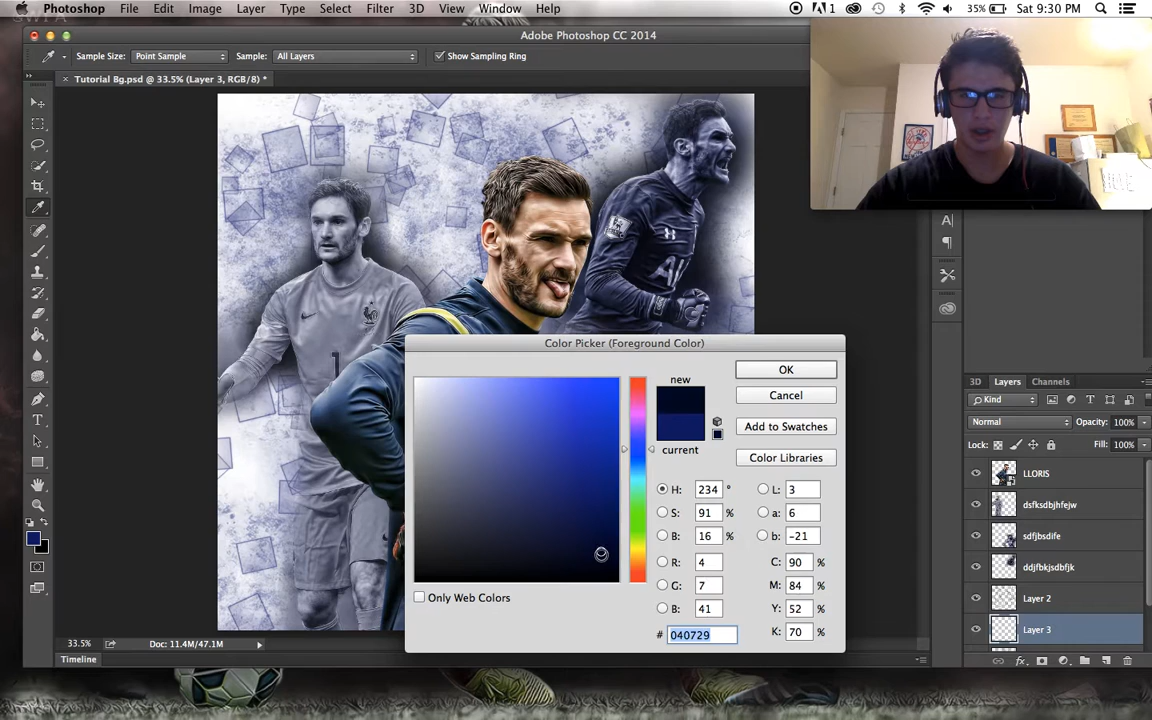 Photoshop File Edit Image Layer Type Select Filter 3D View Window Help 1 35% Sat 9:30 PM
Adobe Photoshop CC 2014
Sample Size: Point Sample Sample: All Layers Show Sampling Ring
Tutorial Bg.psd @ 33.5% (Layer 3, RGB/8) *
A|
Color Picker (Foreground Color)
OK
new
Cancel
Add to Swatches
current
Color Libraries
H: 234 ° L: 3
S: 91 % a: 6
B: 16 % b: -21
R: 4 C: 90 %
G: 7 M: 84 %
B: 41 Y: 52 %
# 040729 K: 70 %
Only Web Colors
3D Layers Channels
Kind
Normal Opacity: 100%
Lock: Fill: 100%
LLORIS
dsfksdbjhfejw
sdfjbsdife
ddjfbkjsdbfjk
Layer 2
Layer 3
33.5% Doc: 11.4M/47.1M
Timeline
1